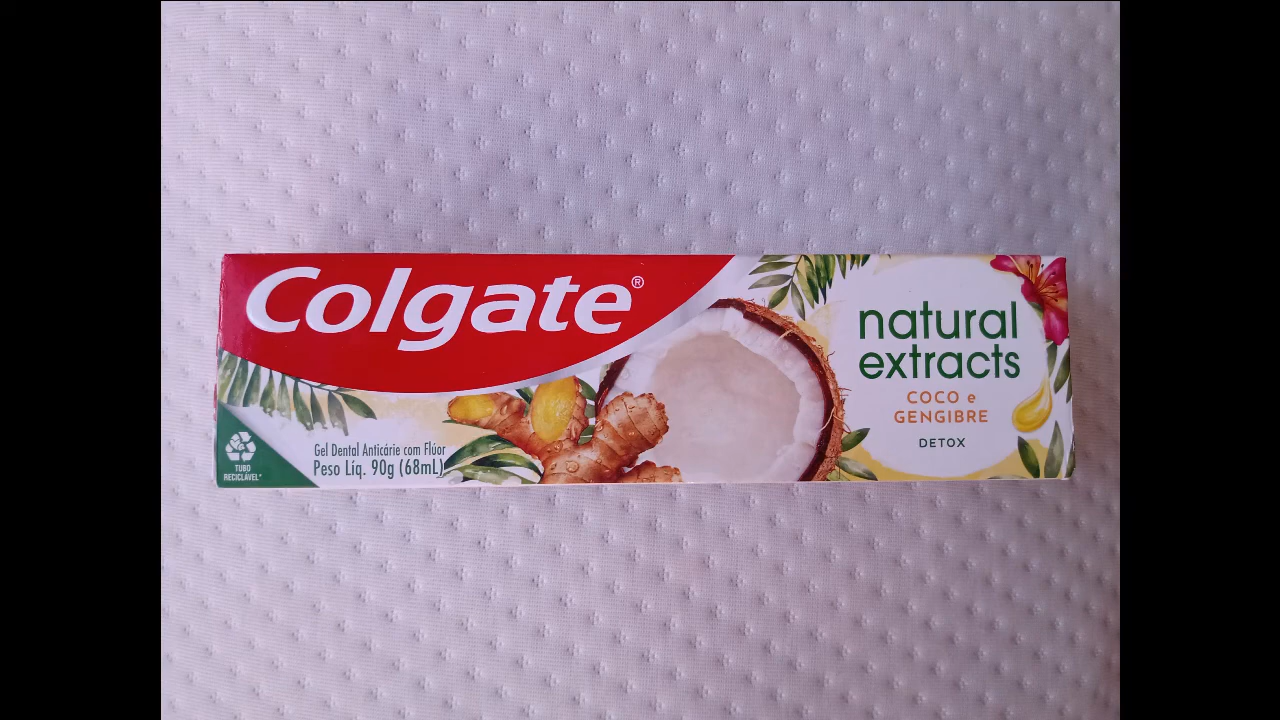 Colgate®
natural
extracts
COCO e
GENGIBRE
DETOX
Gel Dental Anticárie com Flúor
Peso Líq. 90g (68mL)
TUBO
RECICLÁVEL*